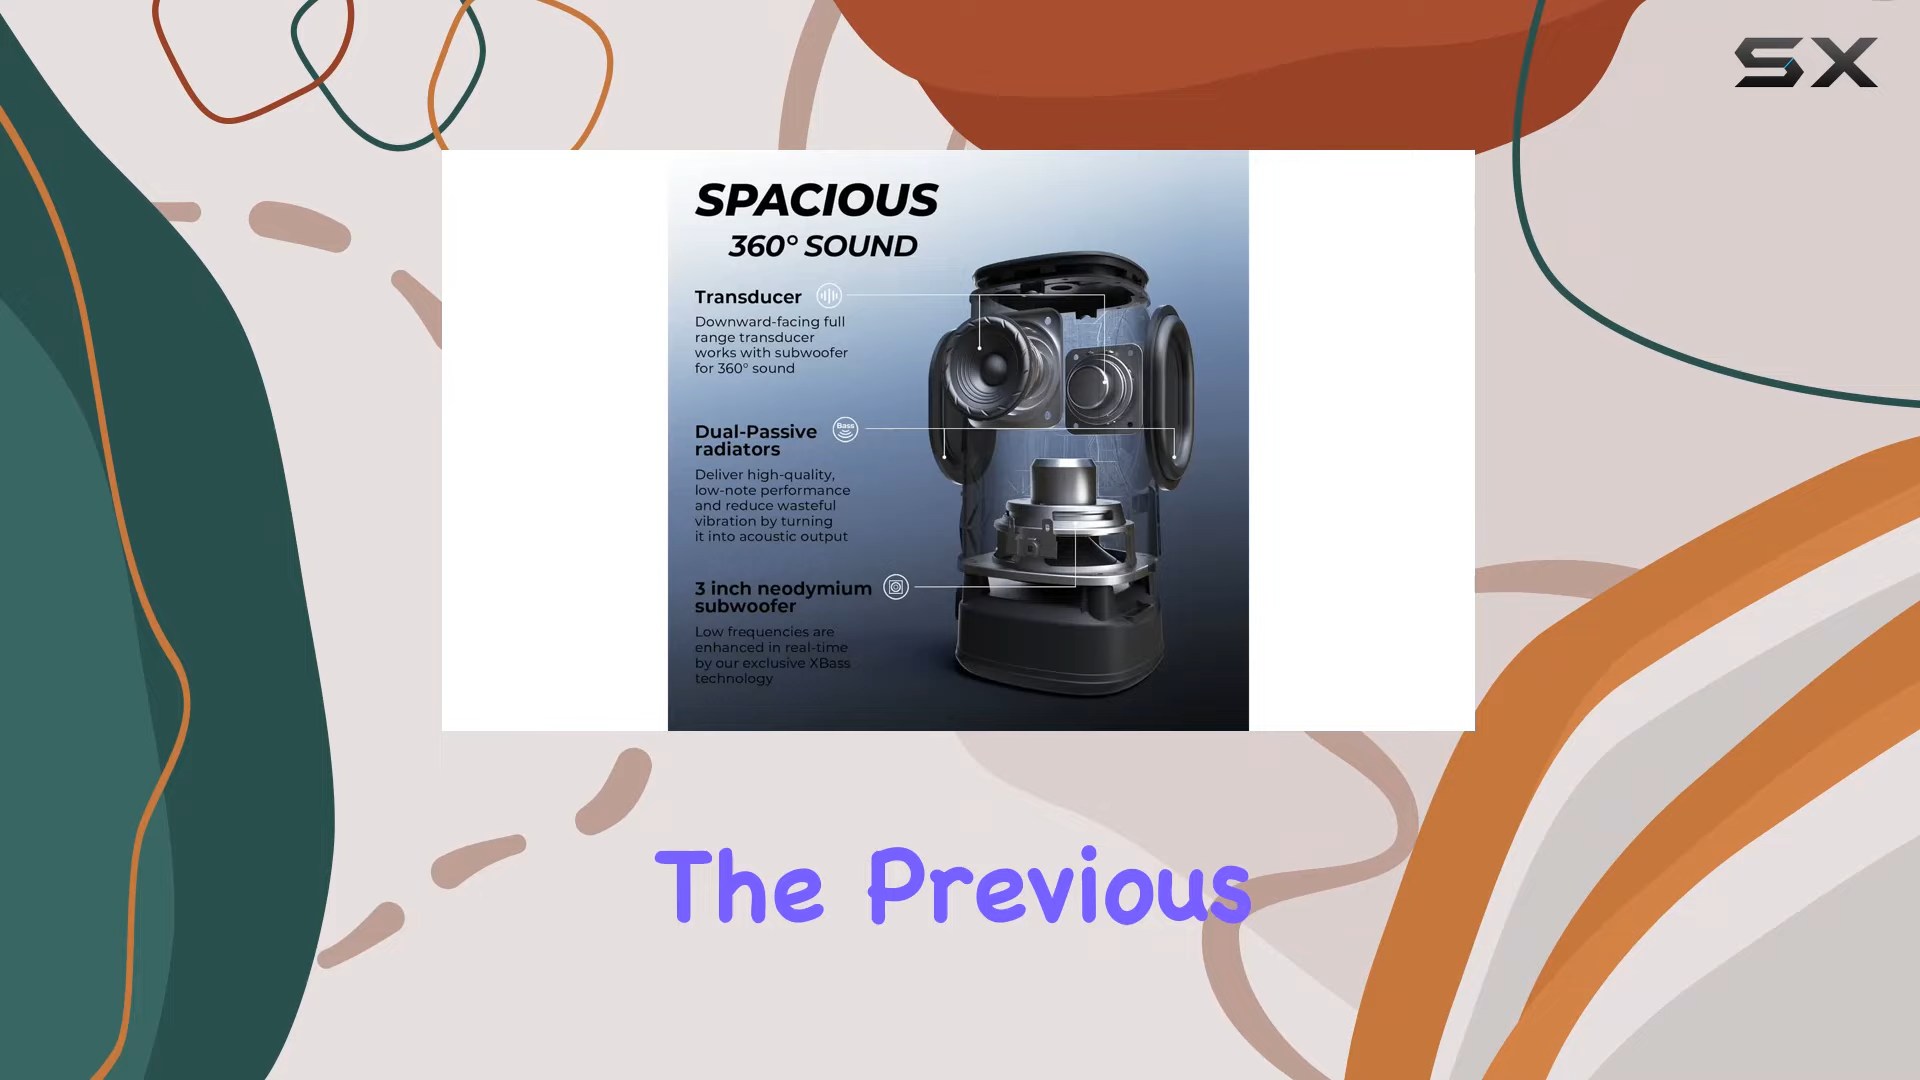 SX
SPACIOUS
360° SOUND
Transducer
Downward-facing full
range transducer
works with subwoofer
for 360° sound
Dual-Passive
radiators
Bass
Deliver high-quality,
low-note performance
and reduce wasteful
vibration by turning
it into acoustic output
3 inch neodymium
subwoofer
Low frequencies are
enhanced in real-time
by our exclusive XBass
technology
The Previous